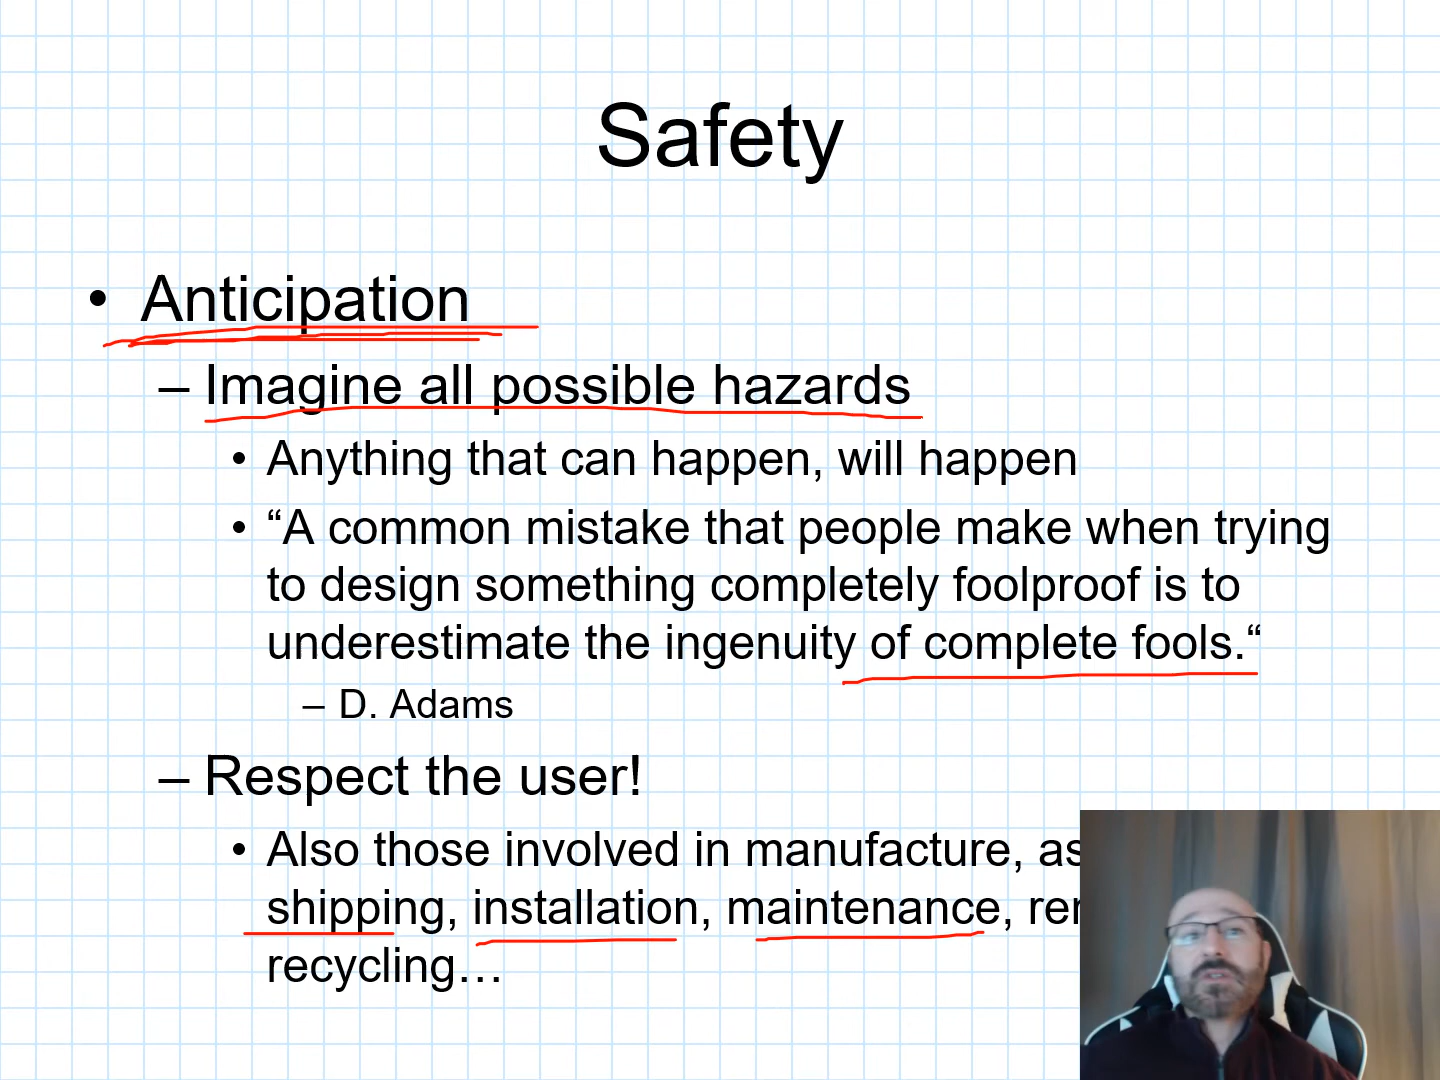 Safety
• Anticipation
– Imagine all possible hazards
• Anything that can happen, will happen
• “A common mistake that people make when trying
to design something completely foolproof is to
underestimate the ingenuity of complete fools.“
– D. Adams
– Respect the user!
• Also those involved in manufacture,
shipping, installation, maintenance,
recycling…